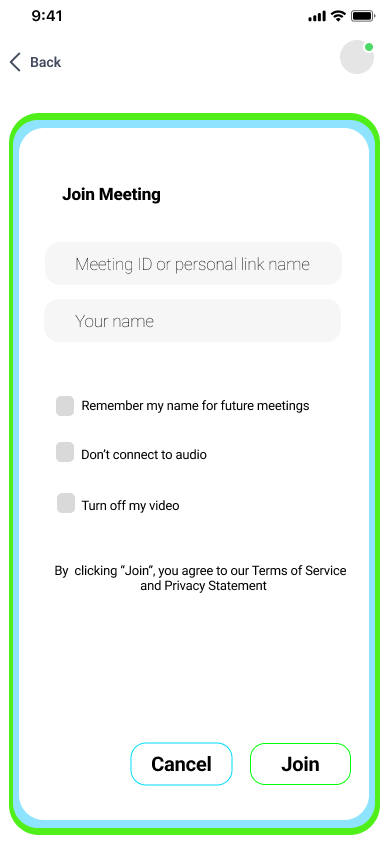 9:41
Back
Join Meeting
Meeting ID or personal link name
Your name
Remember my name for future meetings
Don't connect to audio
Turn off my video
By clicking “Join”, you agree to our Terms of Service
and Privacy Statement
Cancel
Join